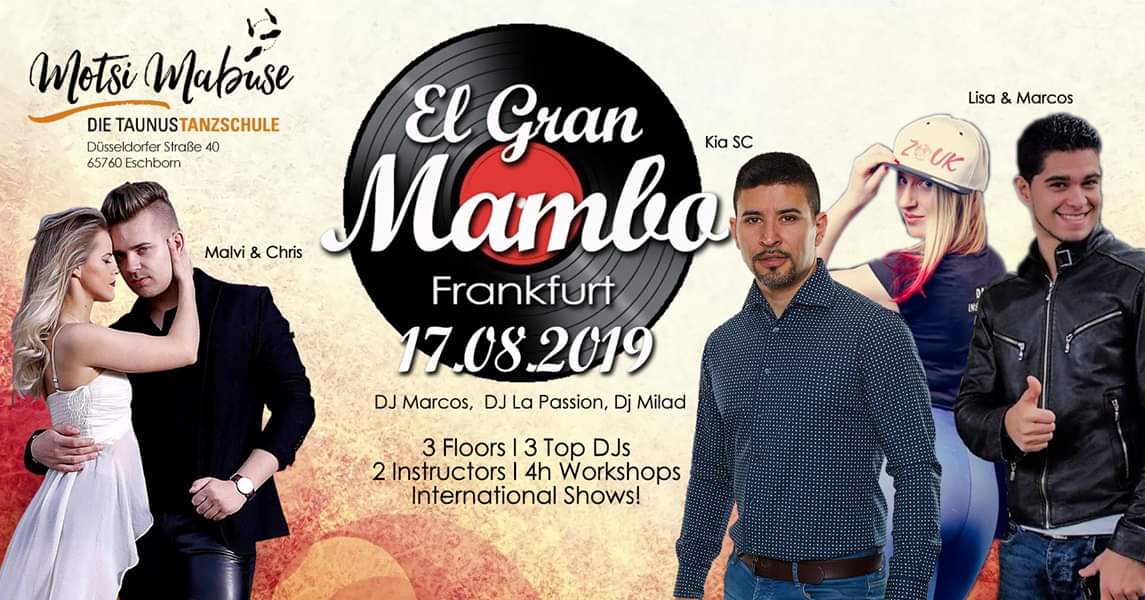 Motsi Mabuse
DIE TAUNUSTANZSCHULE
Düsseldorfer Straße 40
65760 Eschborn
Malvi & Chris
El Gran
Mambo
Frankfurt
17.08.2019
DJ Marcos, DJ La Passion, Dj Milad
3 Floors | 3 Top DJs
2 Instructors | 4h Workshops
International Shows!
Kia SC
Lisa & Marcos
ZOUK